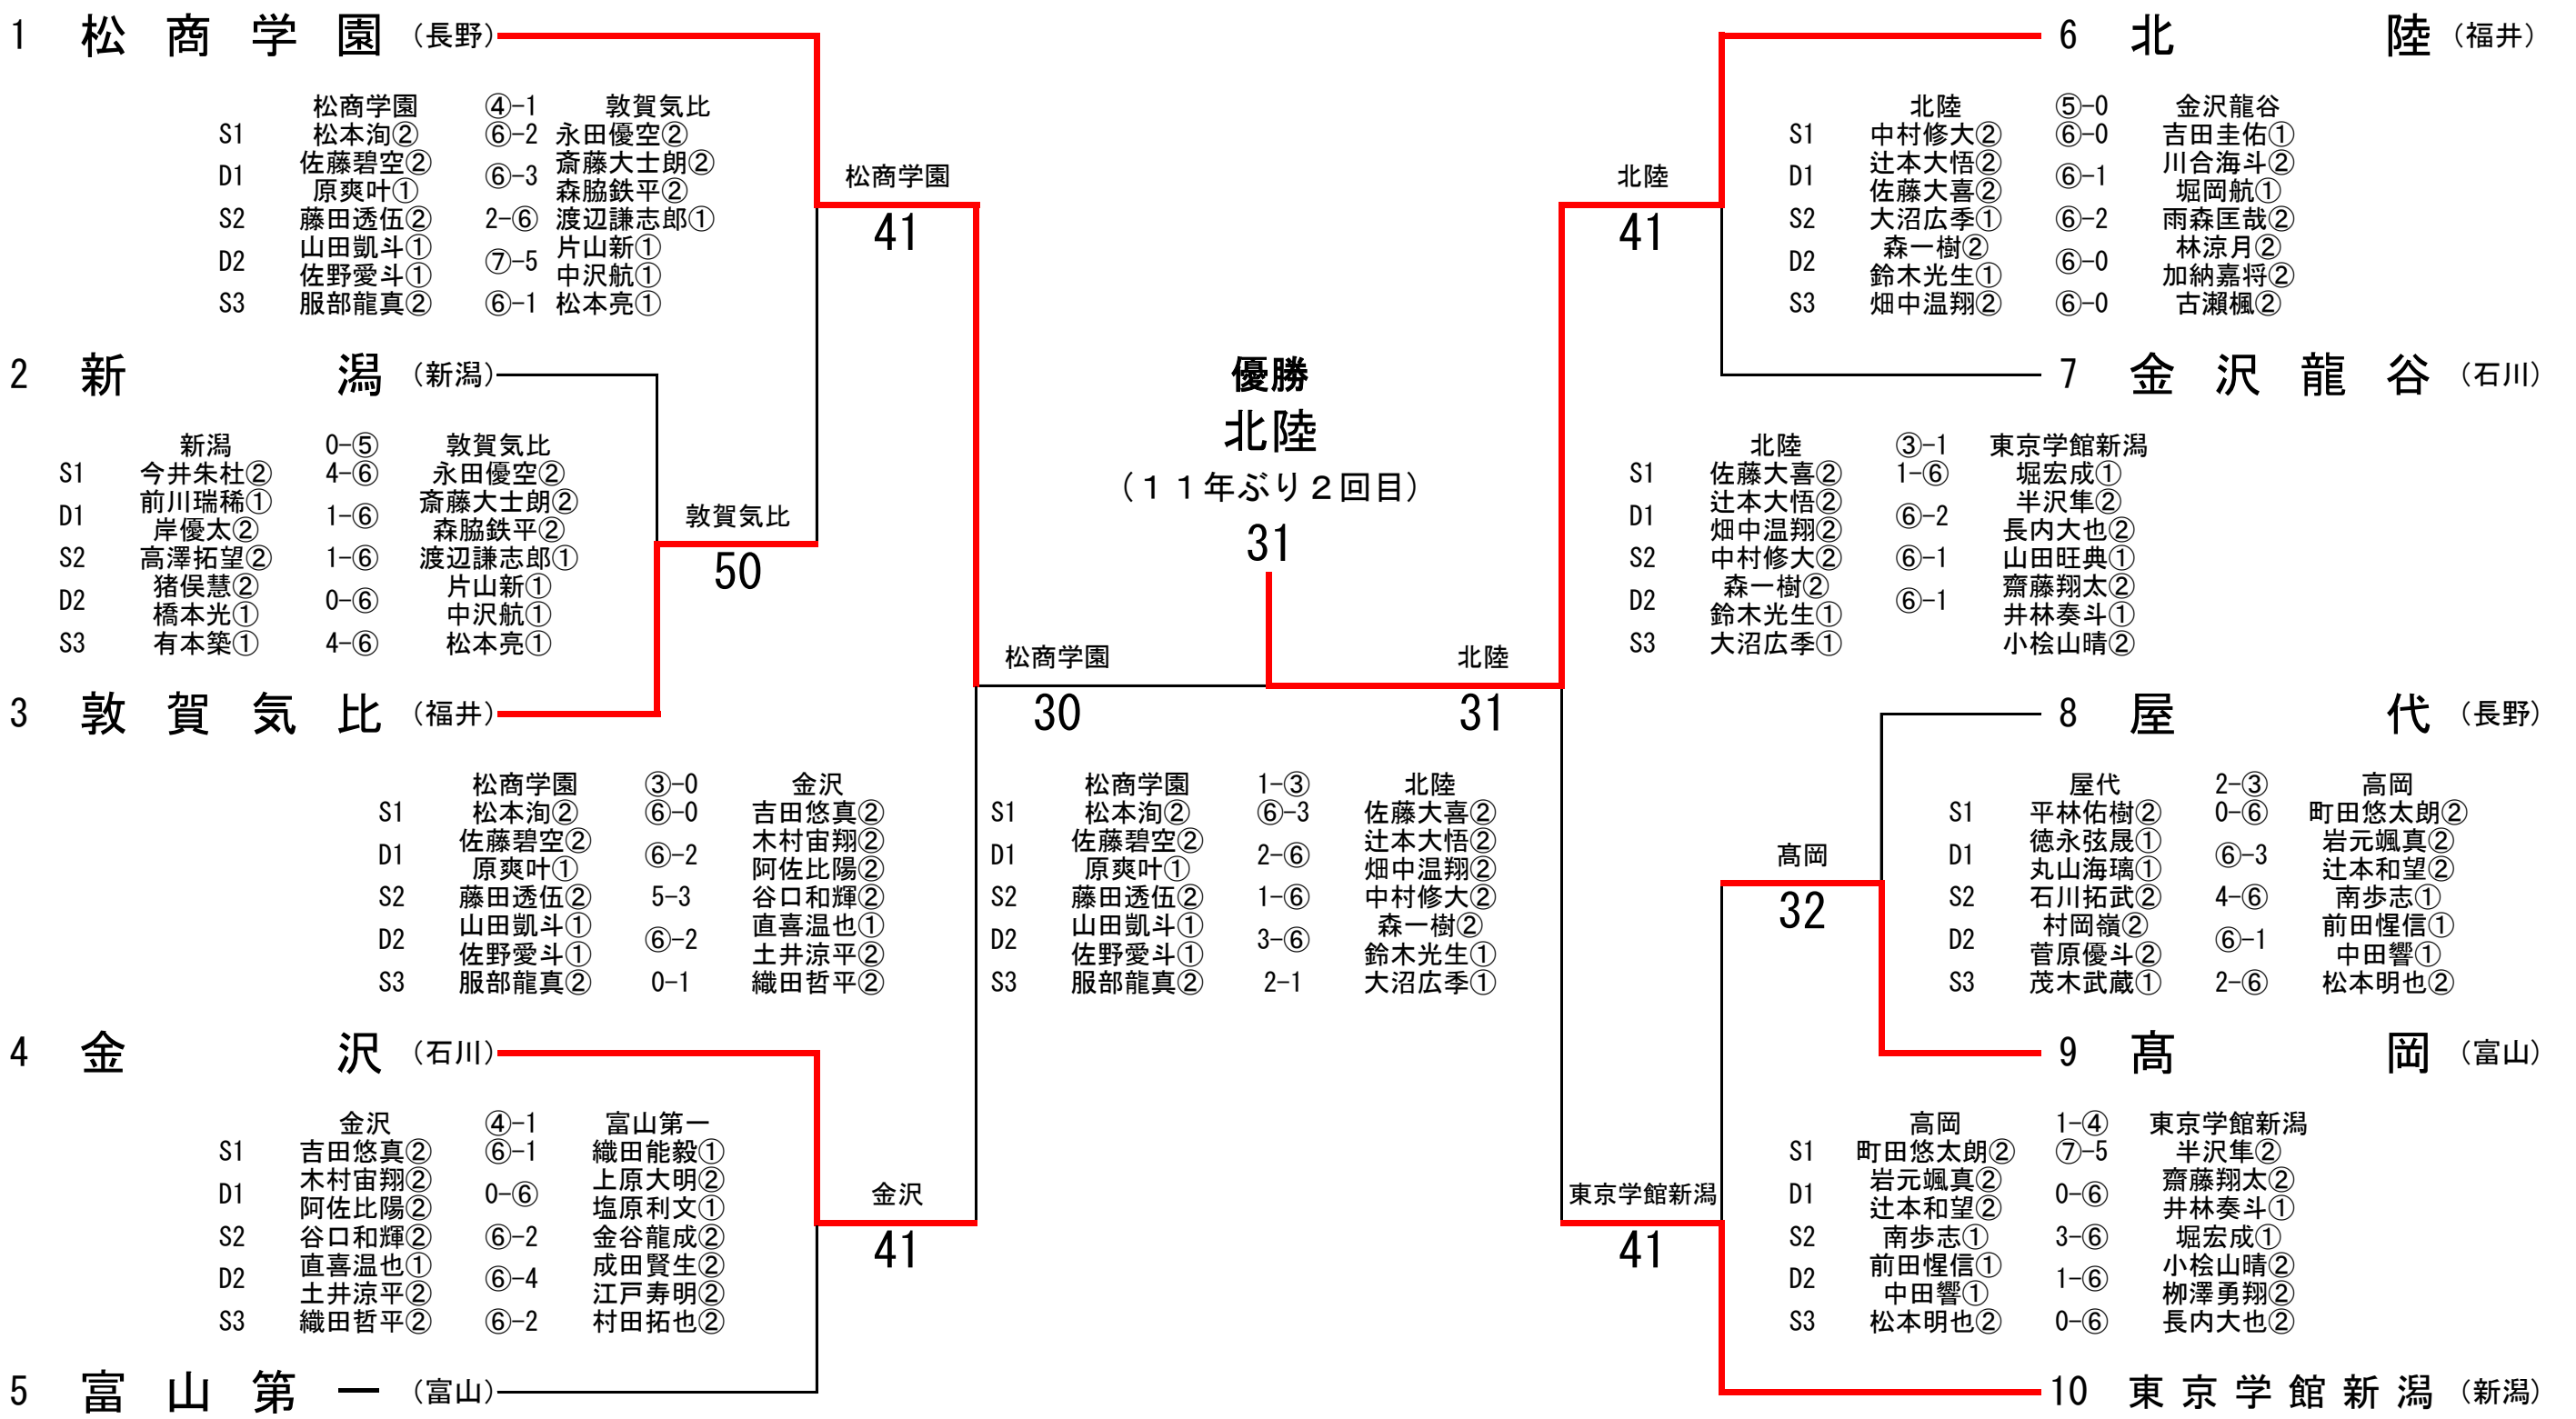 1 松商学園 (長野)
松商学園 ④-1 敦賀気比
S1 松本洵② ⑥-2 永田優空②
D1 佐藤碧空② 原爽叶① ⑥-3 斎藤大士朗② 森脇鉄平②
S2 藤田透伍② 2-⑥ 渡辺謙志郎①
D2 山田凱斗① 佐野愛斗① ⑦-5 片山新① 中沢航①
S3 服部龍真② ⑥-1 松本亮①
松商学園
41
2 新潟 (新潟)
新潟 0-⑤ 敦賀気比
S1 今井朱杜② 4-⑥ 永田優空②
D1 前川瑞稀① 岸優太② 1-⑥ 斎藤大士朗② 森脇鉄平②
S2 高澤拓望② 1-⑥ 渡辺謙志郎①
D2 猪俣慧② 橋本光① 0-⑥ 片山新① 中沢航①
S3 有本築① 4-⑥ 松本亮①
敦賀気比
50
3 敦賀気比 (福井)
松商学園 ③-0 金沢
S1 松本洵② ⑥-0 吉田悠真②
D1 佐藤碧空② 原爽叶① ⑥-2 木村宙翔② 阿佐比陽②
S2 藤田透伍② 5-3 谷口和輝②
D2 山田凱斗① 佐野愛斗① ⑥-2 直喜温也① 土井涼平②
S3 服部龍真② 0-1 織田哲平②
松商学園
30
4 金沢 (石川)
金沢 ④-1 富山第一
S1 吉田悠真② ⑥-1 織田能毅①
D1 木村宙翔② 阿佐比陽② 0-⑥ 上原大明② 塩原利文①
S2 谷口和輝② ⑥-2 金谷龍成②
D2 直喜温也① 土井涼平② ⑥-4 成田賢生② 江戸寿明②
S3 織田哲平② ⑥-2 村田拓也②
金沢
41
5 富山第一 (富山)
優勝
北陸
(11年ぶり2回目)
31
松商学園 1-③ 北陸
S1 松本洵② ⑥-3 佐藤大喜②
D1 佐藤碧空② 原爽叶① 2-⑥ 辻本大悟② 畑中温翔②
S2 藤田透伍② 1-⑥ 中村修大②
D2 山田凱斗① 佐野愛斗① 3-⑥ 森一樹② 鈴木光生①
S3 服部龍真② 2-1 大沼広季①
6 北陸 (福井)
北陸 ⑤-0 金沢龍谷
S1 中村修大② ⑥-0 吉田圭佑①
D1 辻本大悟② 佐藤大喜② ⑥-1 川合海斗② 堀岡航①
S2 大沼広季① ⑥-2 雨森匡哉②
D2 森一樹② 鈴木光生① ⑥-0 林涼月② 加納嘉将②
S3 畑中温翔② ⑥-0 古瀬楓②
北陸
41
7 金沢龍谷 (石川)
北陸 ③-1 東京学館新潟
S1 佐藤大喜② 1-⑥ 堀宏成①
D1 辻本大悟② 畑中温翔② ⑥-2 半沢隼② 長内大也②
S2 中村修大② ⑥-1 山田旺典①
D2 森一樹② 鈴木光生① ⑥-1 齋藤翔太② 井林奏斗①
S3 大沼広季① 小桧山晴②
北陸
31
8 屋代 (長野)
屋代 2-③ 高岡
S1 平林佑樹② 0-⑥ 町田悠太朗②
D1 徳永弦晟① 丸山海璃① ⑥-3 岩元颯真② 辻本和望②
S2 石川拓武② 4-⑥ 南歩志①
D2 村岡嶺② 菅原優斗② ⑥-1 前田惺信① 中田響①
S3 茂木武蔵① 2-⑥ 松本明也②
髙岡
32
9 髙岡 (富山)
高岡 1-④ 東京学館新潟
S1 町田悠太朗② ⑦-5 半沢隼②
D1 岩元颯真② 辻本和望② 0-⑥ 齋藤翔太② 井林奏斗①
S2 南歩志① 3-⑥ 堀宏成①
D2 前田惺信① 中田響① 1-⑥ 小桧山晴② 栁澤勇翔②
S3 松本明也② 0-⑥ 長内大也②
東京学館新潟
41
10 東京学館新潟 (新潟)